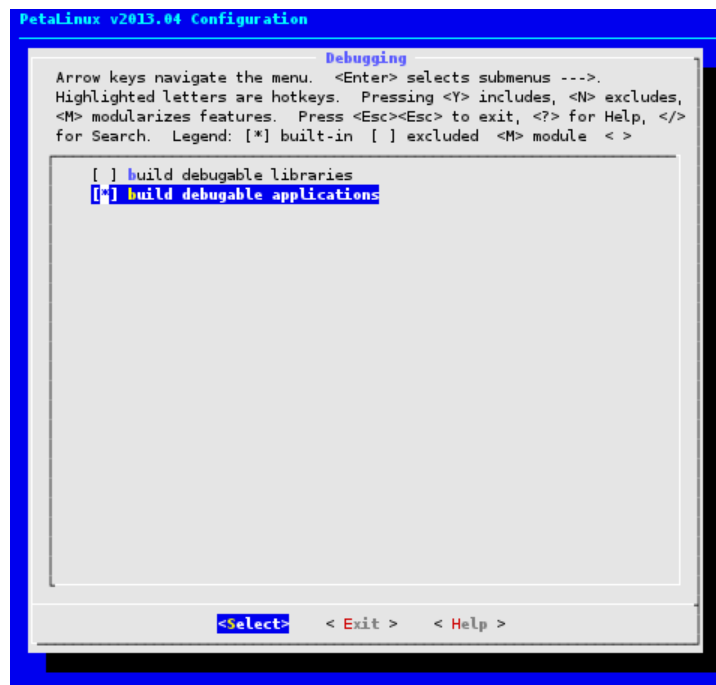 PetaLinux v2013.04 Configuration
Debugging
Arrow keys navigate the menu.  <Enter> selects submenus --->.
Highlighted letters are hotkeys.  Pressing <Y> includes, <N> excludes,
<M> modularizes features.  Press <Esc><Esc> to exit, <?> for Help, </>
for Search.  Legend: [*] built-in  [ ] excluded  <M> module  < >
[ ] build debugable libraries
[*] build debugable applications
<Select>    < Exit >    < Help >